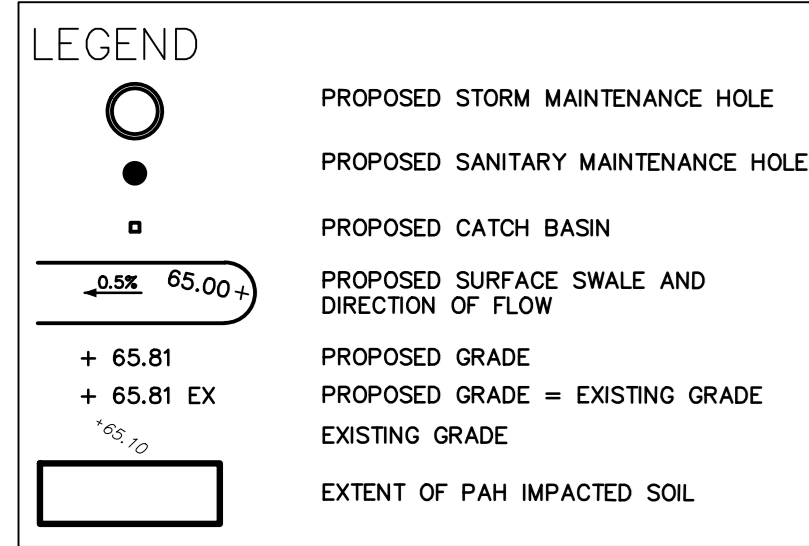 LEGEND
PROPOSED STORM MAINTENANCE HOLE
PROPOSED SANITARY MAINTENANCE HOLE
PROPOSED CATCH BASIN
0.5% 65.00+ PROPOSED SURFACE SWALE AND
DIRECTION OF FLOW
+ 65.81 PROPOSED GRADE
+ 65.81 EX PROPOSED GRADE = EXISTING GRADE
+65.10 EXISTING GRADE
EXTENT OF PAH IMPACTED SOIL